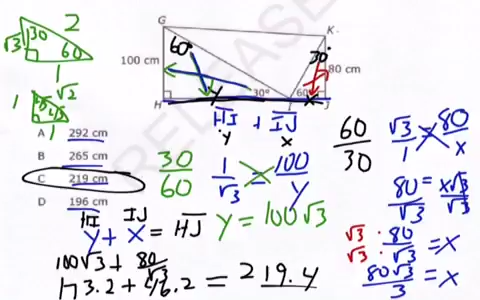 2
√3
30
60
1
1
√2
45
1
G
K
60°
30°
100 cm
80 cm
30°
60°
H
y
I
x
J
HI + IJ
y x
A 292 cm
B 265 cm
C 219 cm
D 196 cm
HI IJ
y + x = HJ
100√3 + 80/√3
173.2 + 46.2 = 219.4
30/60
1/√3 = 100/y
y = 100√3
60/30
√3/1 80/x
80/√3 = x√3/√3
√3/√3 · 80/√3 = x
80√3/3 = x
RELEASE